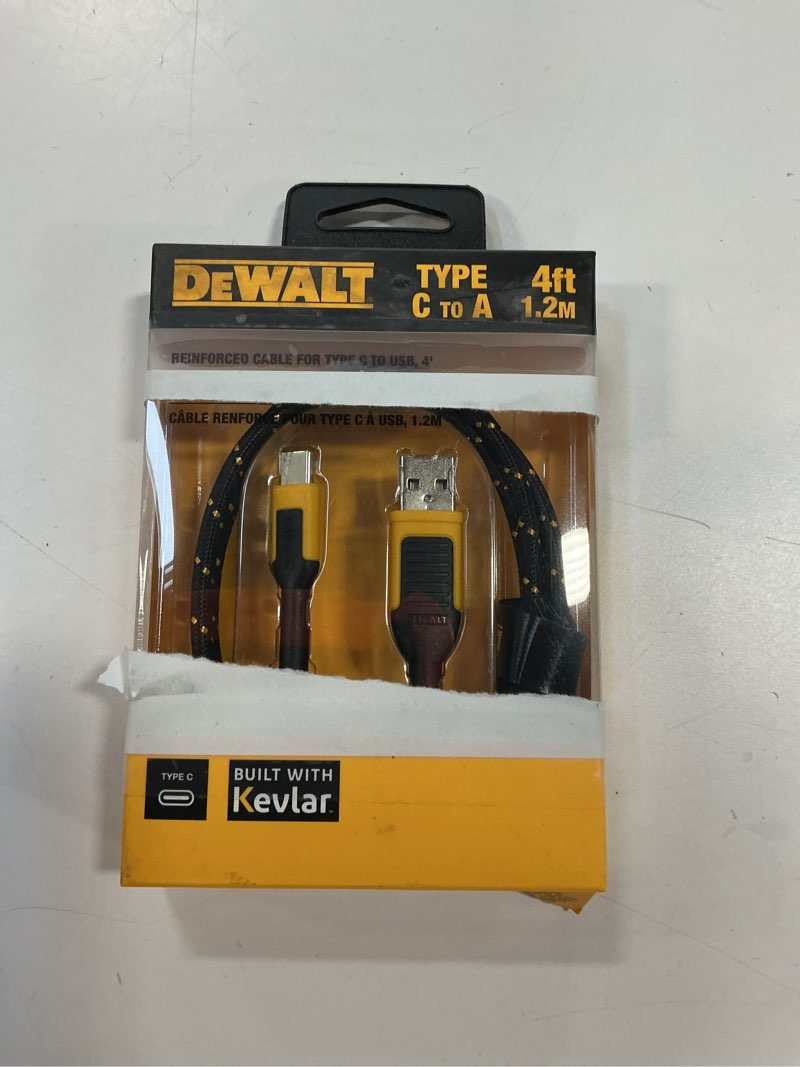 DEWALT
TYPE
C TO A
4ft
1.2M
REINFORCED CABLE FOR TYPE C TO USB, 4'
CÂBLE RENFORCÉ POUR TYPE C À USB, 1.2M
DEWALT
TYPE C
BUILT WITH
Kevlar™